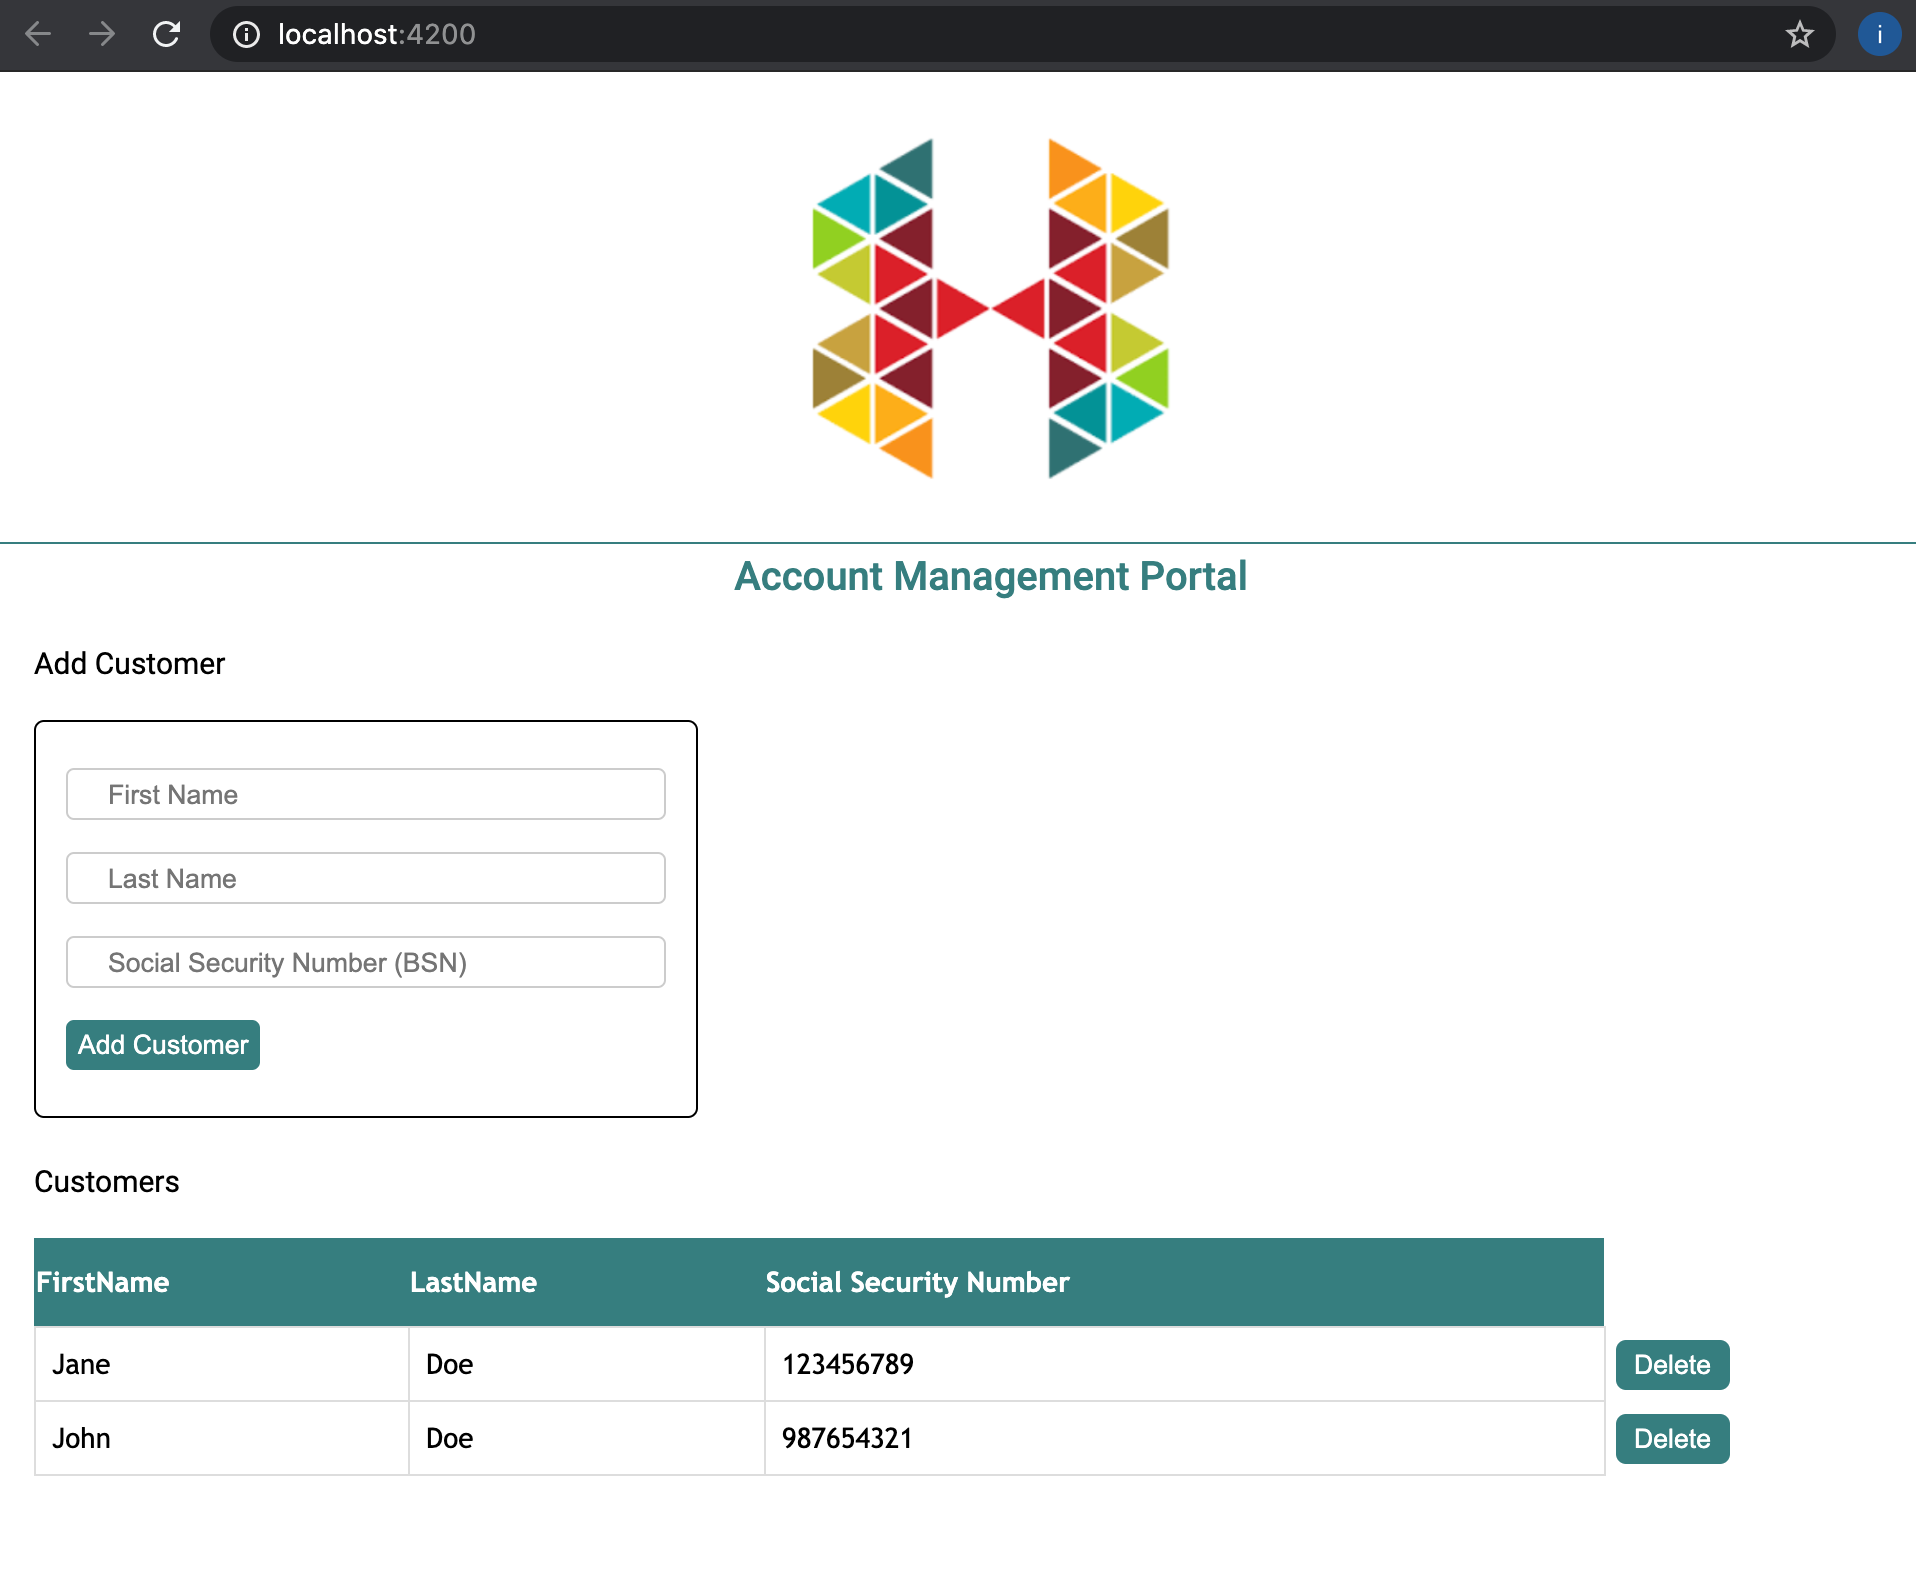 localhost:4200
i
Account Management Portal
Add Customer
First Name
Last Name
Social Security Number (BSN)
Add Customer
Customers
FirstName LastName Social Security Number
Jane Doe 123456789 Delete
John Doe 987654321 Delete